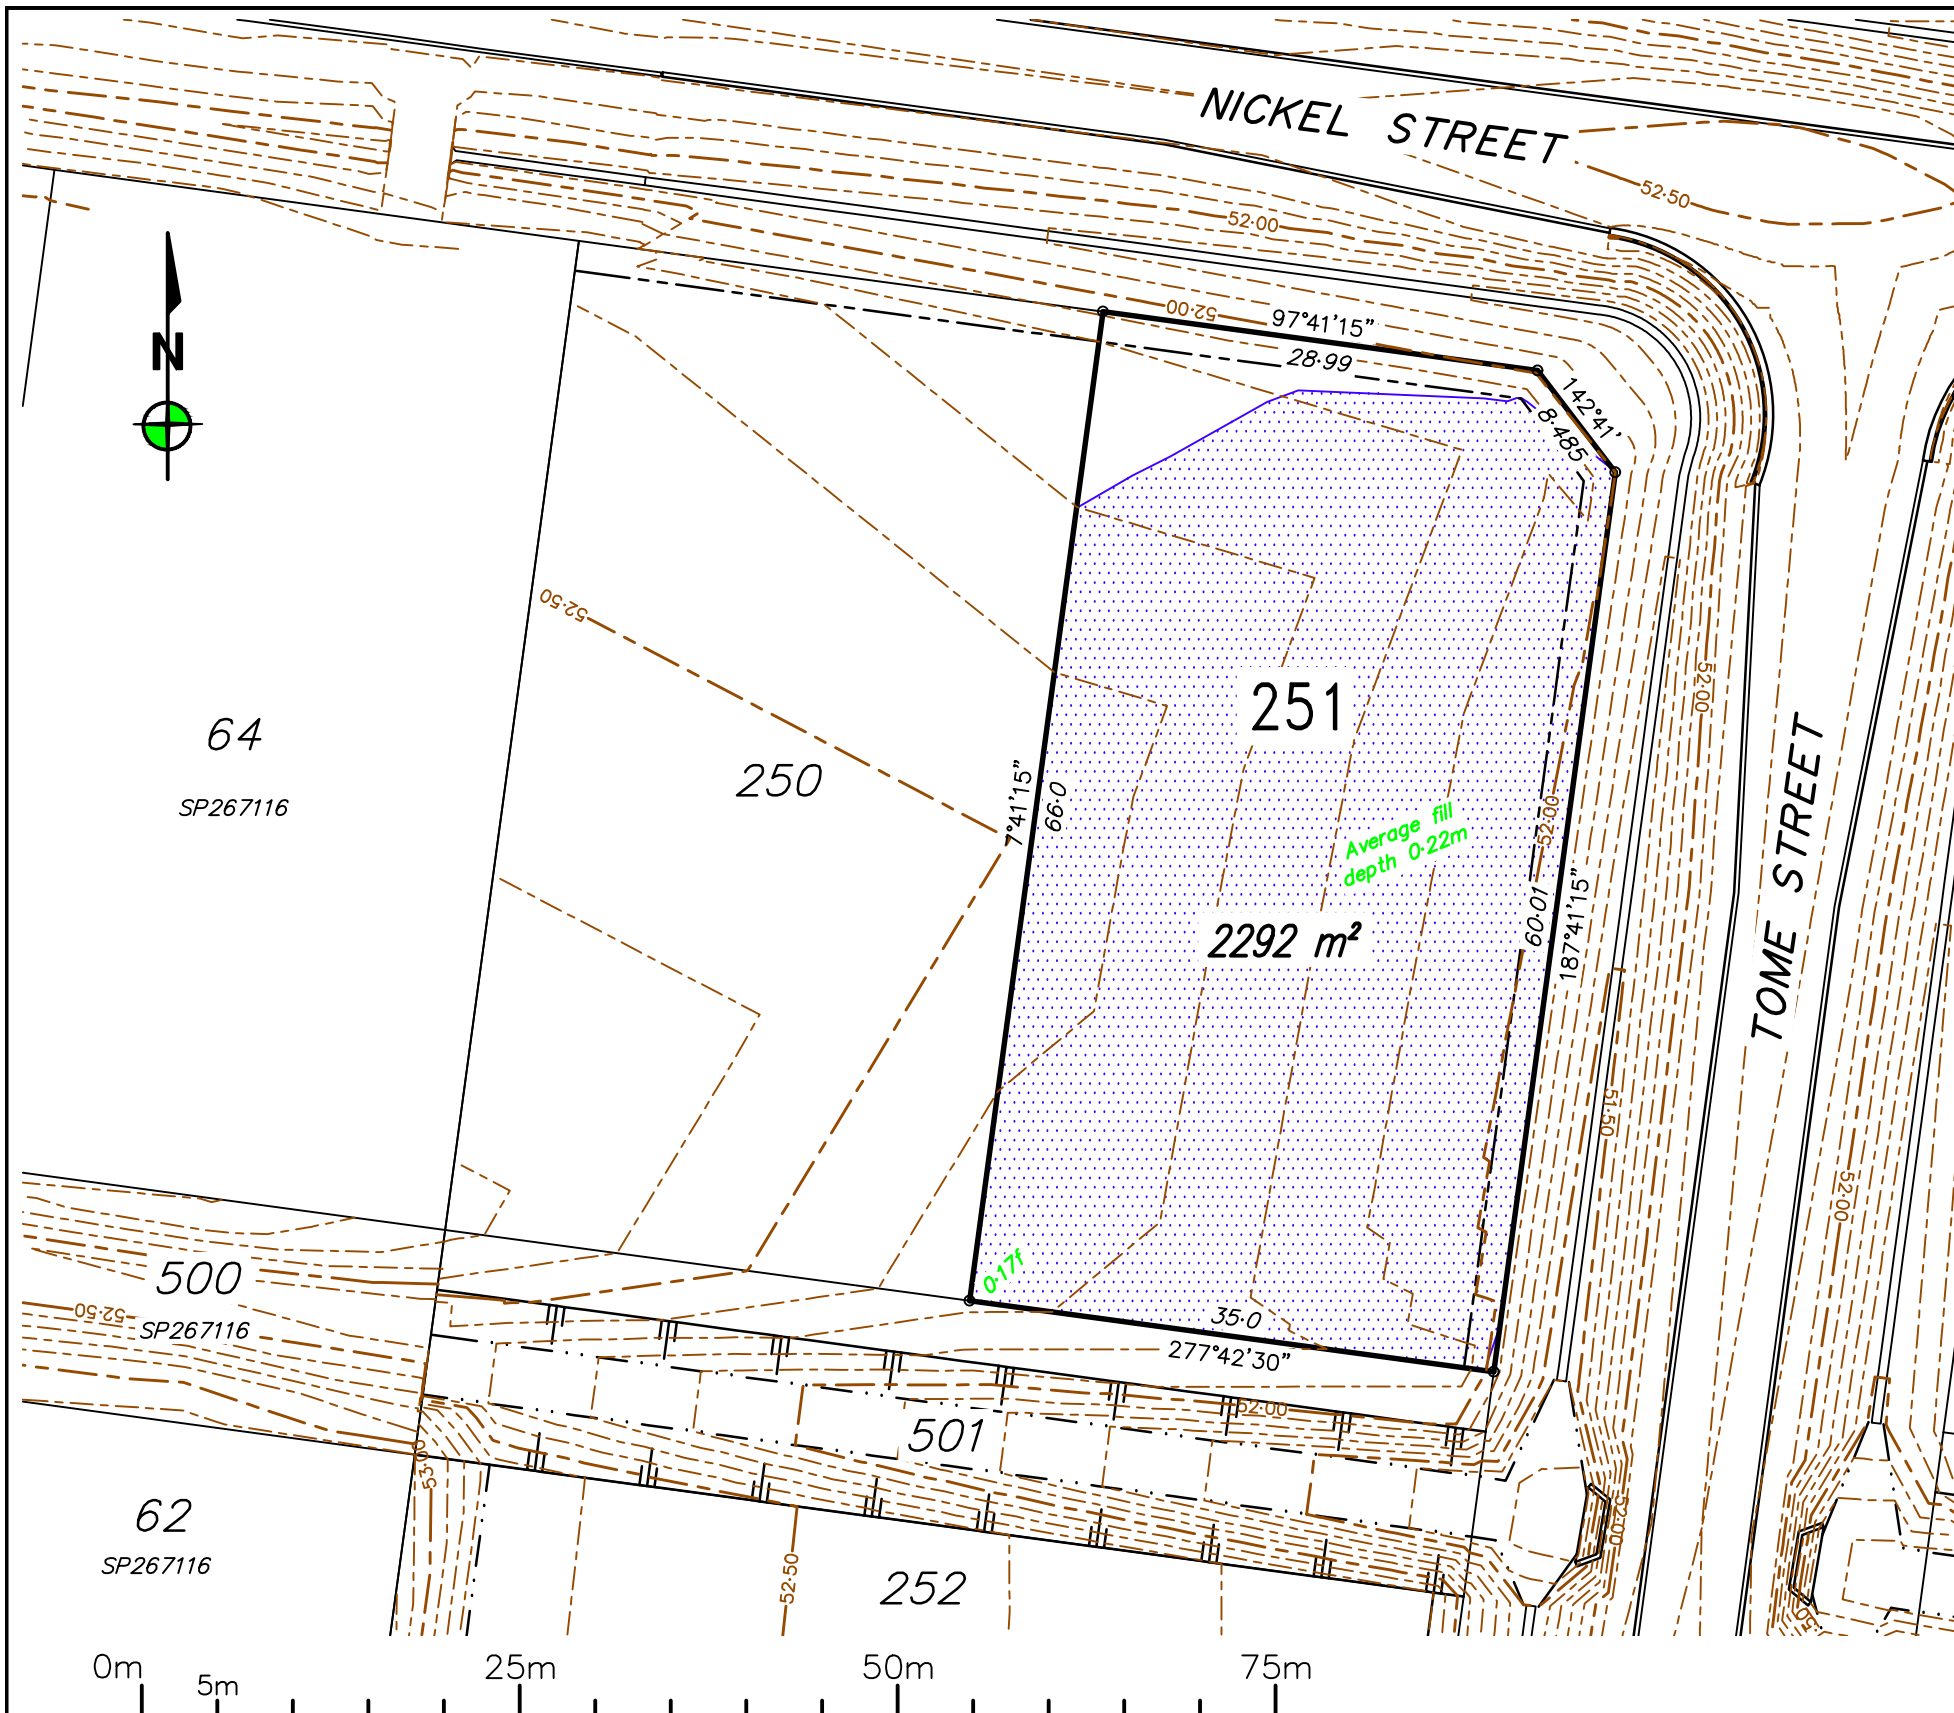 NICKEL STREET
52·50
52·00
52·00
97°41'15"
28·99
142°41'
8·485
N
52·50
52·00
251
64
SP267116
250
7°41'15"
66·0
Average fill
depth 0·22m
52·00
60·01
187°41'15"
2292 m²
TOME STREET
51·50
52·00
0·17f
500
SP267116
52·50
35·0
277°42'30"
52·00
501
53·00
52·00
62
SP267116
52·50
252
0m
5m
25m
50m
75m